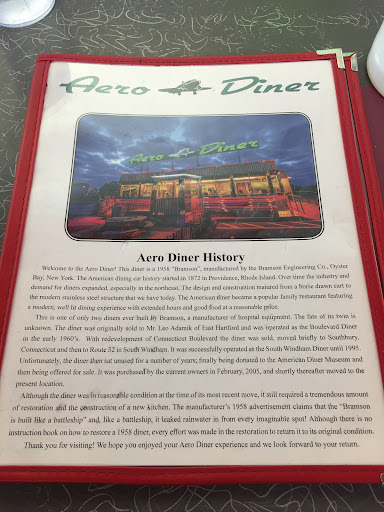 Aero Diner
Aero Diner
Aero Diner History
Welcome to the Aero Diner! This diner is a 1958 "Bramson", manufactured by the Bramson Engineering Co., Oyster
Bay, New York. The American dining car history started in 1872 in Providence, Rhode Island. Over time the industry and
demand for diners expanded, especially in the northeast. The design and construction matured from a horse drawn cart to
the modern stainless steel structure that we have today. The American diner became a popular family restaurant featuring
a modern, well lit dining experience with extended hours and good food at a reasonable price.
This is one of only two diners ever built by Bramson, a manufacturer of hospital equipment. The fate of its twin is
unknown. The diner was originally sold to Mr. Leo Adamik of East Hartford and was operated as the Boulevard Diner
in the early 1960's. With redevelopment of Connecticut Boulevard the diner was sold, moved briefly to Southbury,
Connecticut and then to Route 32 in South Windham. It was successfully operated as the South Windham Diner until 1995.
Unfortunately, the diner then sat unused for a number of years; finally being donated to the American Diner Museum and
then being offered for sale. It was purchased by the current owners in February, 2005, and shortly thereafter moved to the
present location.
Although the diner was in reasonable condition at the time of its most recent move, it still required a tremendous amount
of restoration and the construction of a new kitchen. The manufacturer's 1958 advertisement claims that the "Bramson
is built like a battleship" and, like a battleship, it leaked rainwater in from every imaginable spot! Although there is no
instruction book on how to restore a 1958 diner, every effort was made in the restoration to return it to its original condition.
Thank you for visiting! We hope you enjoyed your Aero Diner experience and we look forward to your return.